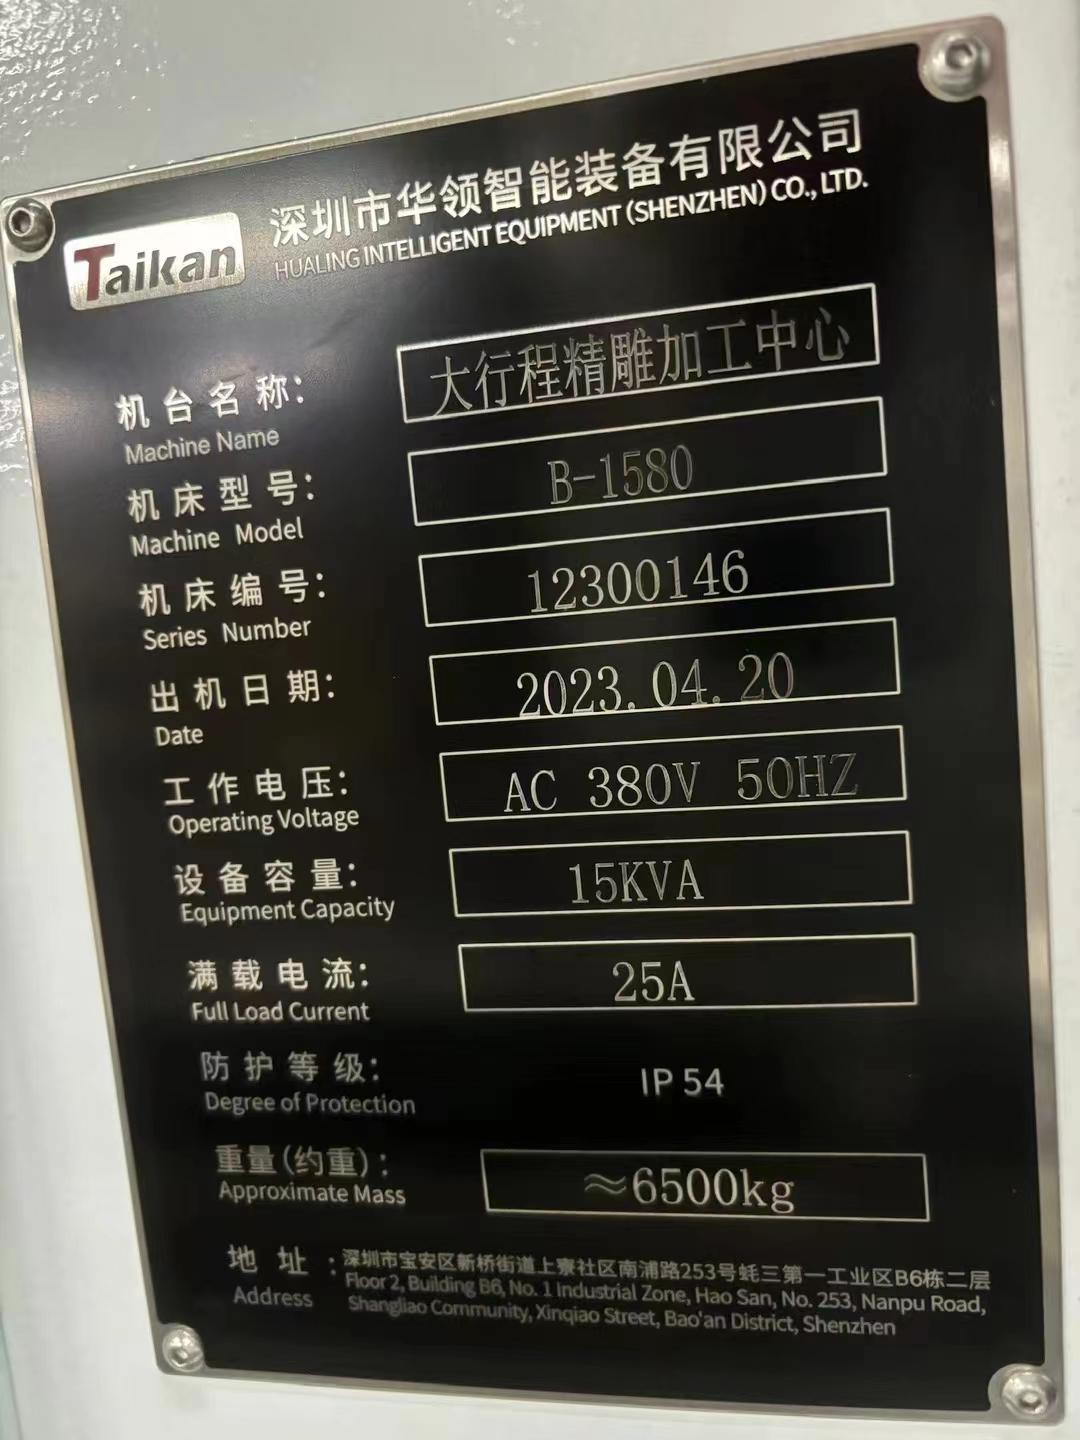 Taikan
深圳市华领智能装备有限公司
HUALING INTELLIGENT EQUIPMENT (SHENZHEN) CO., LTD.
机台名称: 大行程精雕加工中心
Machine Name
机床型号: B-1580
Machine Model
机床编号: 12300146
Series Number
出机日期: 2023.04.20
Date
工作电压: AC 380V 50HZ
Operating Voltage
设备容量: 15KVA
Equipment Capacity
满载电流: 25A
Full Load Current
防护等级: IP 54
Degree of Protection
重量(约重): ≈6500kg
Approximate Mass
地址: 深圳市宝安区新桥街道上寮社区南浦路253号蚝三第一工业区B6栋二层
Address Floor 2, Building B6, No. 1 Industrial Zone, Hao San, No. 253, Nanpu Road,
Shangliao Community, Xinqiao Street, Bao'an District, Shenzhen